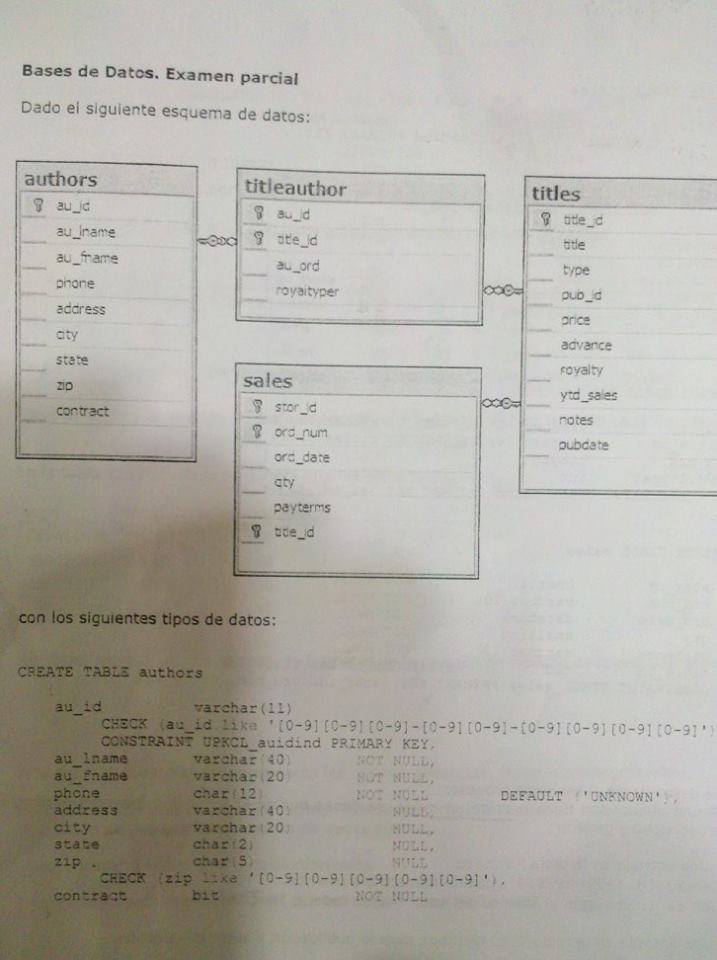 Bases de Datos. Examen parcial
Dado el siguiente esquema de datos:
authors
au_id
au_lname
au_fname
phone
address
city
state
zip
contract
titleauthor
au_id
title_id
au_ord
royaltyper
titles
title_id
title
type
pub_id
price
advance
royalty
ytd_sales
notes
pubdate
sales
stor_id
ord_num
ord_date
qty
payterms
title_id
con los siguientes tipos de datos:
CREATE TABLE authors
(
au_id varchar(11)
CHECK (au_id like '[0-9][0-9][0-9]-[0-9][0-9]-[0-9][0-9][0-9][0-9]')
CONSTRAINT UPKCL_auidind PRIMARY KEY,
au_lname varchar(40) NOT NULL,
au_fname varchar(20) NOT NULL,
phone char(12) NOT NULL DEFAULT ('UNKNOWN'),
address varchar(40) NULL,
city varchar(20) NULL,
state char(2) NULL,
zip char(5) NULL
CHECK (zip like '[0-9][0-9][0-9][0-9][0-9]'),
contract bit NOT NULL